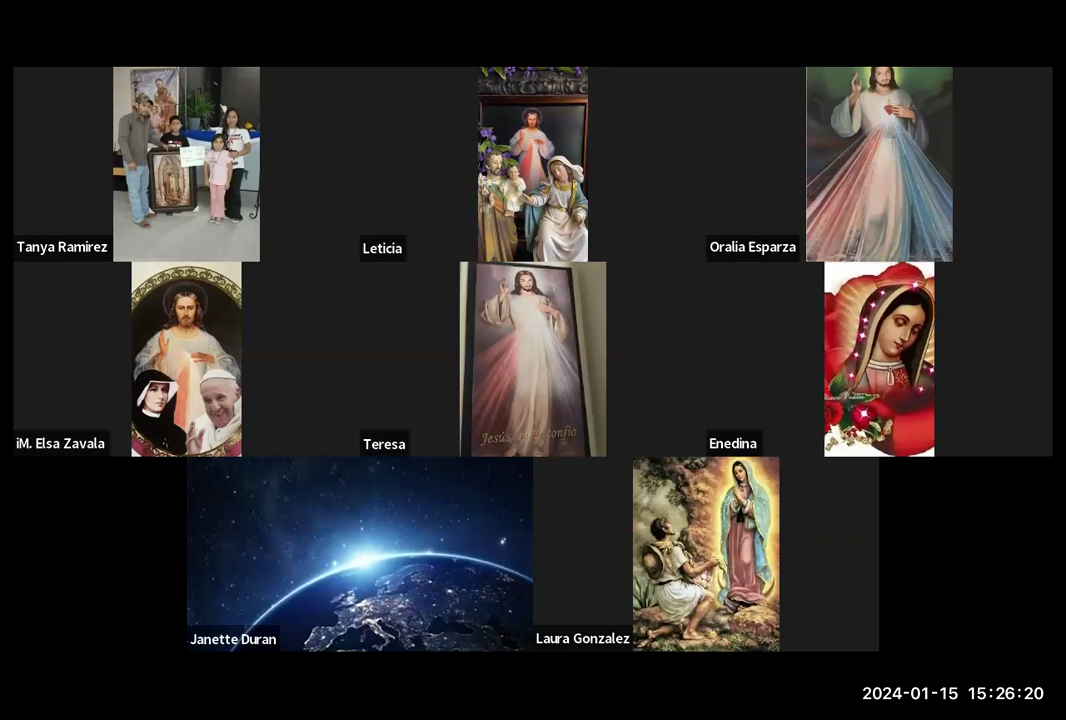 Tanya Ramirez
Leticia
Oralia Esparza
iM. Elsa Zavala
Teresa
Jesús, confío
Enedina
Janette Duran
Laura Gonzalez
2024-01-15 15:26:20